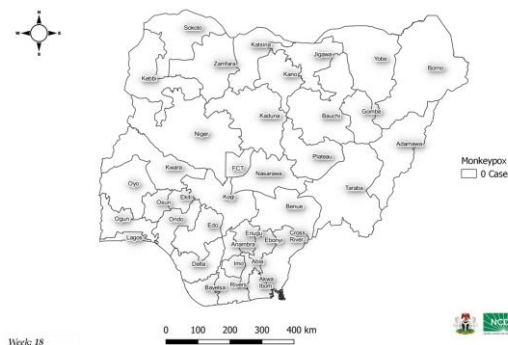 Sokoto
Katsina
Jigawa
Yobe
Borno
Zamfara
Kebbi
Kano
Gombe
Kaduna
Bauchi
Niger
Adamawa
Plateau
Kwara
FCT
Nasarawa
Oyo
Taraba
Osun
Ekiti
Kogi
Benue
Ogun
Ondo
Edo
Enugu
Ebonyi
Cross
River
Anambra
Lagos
Delta
Imo
Abia
Bayelsa
Rivers
Akwa
Ibom
Monkeypox
0 Case
0 100 200 300 400 km
Week: 18
NCD